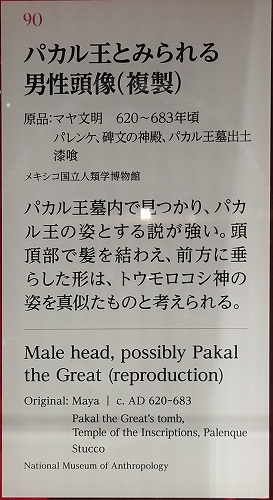 90
パカル王とみられる
男性頭像(複製)
原品:マヤ文明　620～683年頃
パレンケ、碑文の神殿、パカル王墓出土
漆喰
メキシコ国立人類学博物館
パカル王墓内で見つかり、パカ
ル王の姿とする説が強い。頭
頂部で髪を結わえ、前方に垂
らした形は、トウモロコシ神の
姿を真似たものと考えられる。
Male head, possibly Pakal
the Great (reproduction)
Original: Maya | c. AD 620–683
Pakal the Great's tomb,
Temple of the Inscriptions, Palenque
Stucco
National Museum of Anthropology